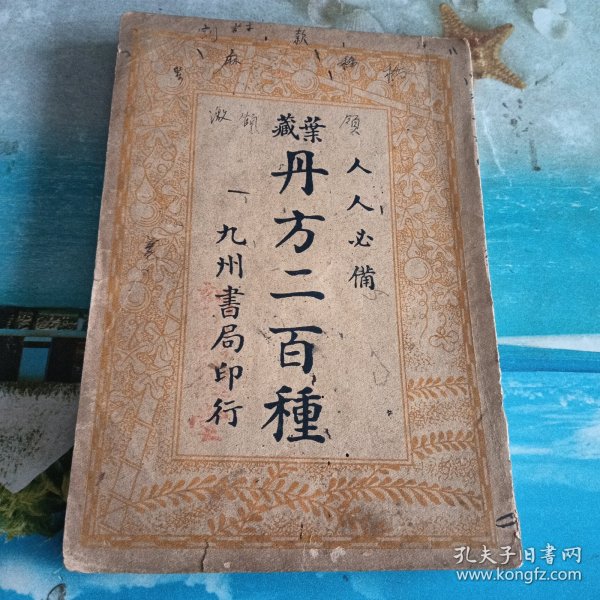 人人必備
葉藏
丹方二百種
九州書局印行
孔夫子旧书网
www.kongfz.com